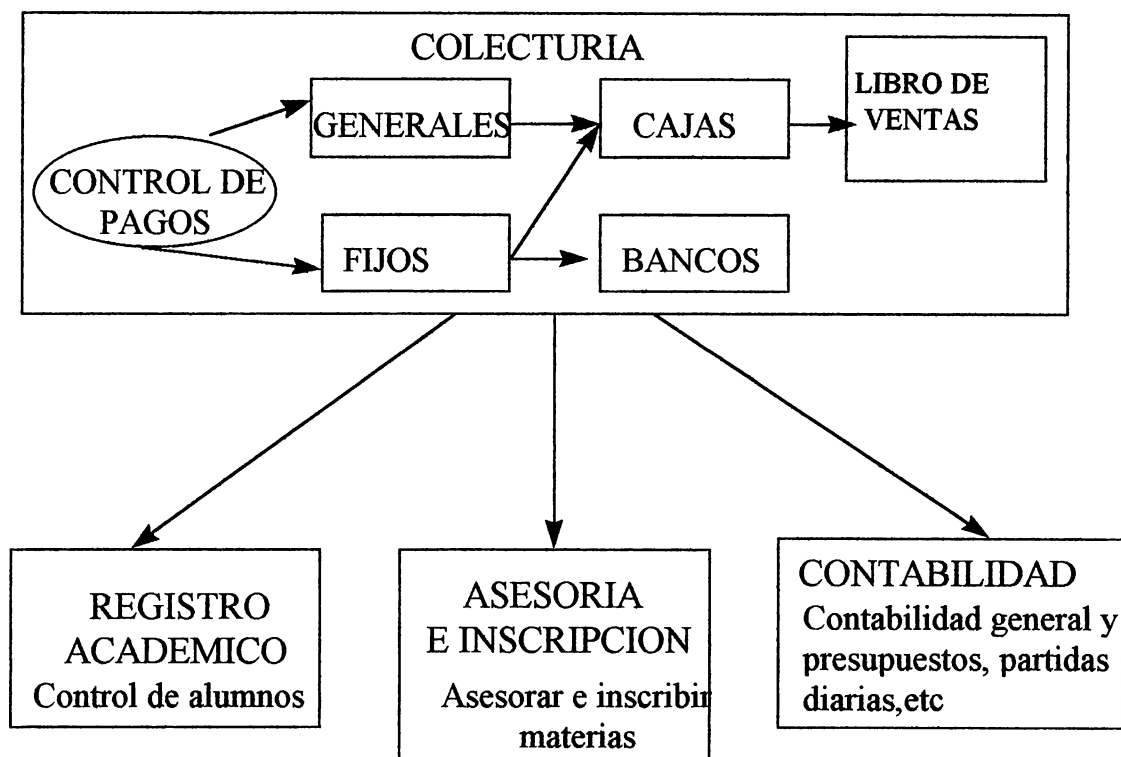 COLECTURIA
GENERALES
CAJAS
LIBRO DE
VENTAS
CONTROL DE
PAGOS
FIJOS
BANCOS
REGISTRO
ACADEMICO
Control de alumnos
ASESORIA
E INSCRIPCION
Asesorar e inscribir
materias
CONTABILIDAD
Contabilidad general y
presupuestos, partidas
diarias,etc